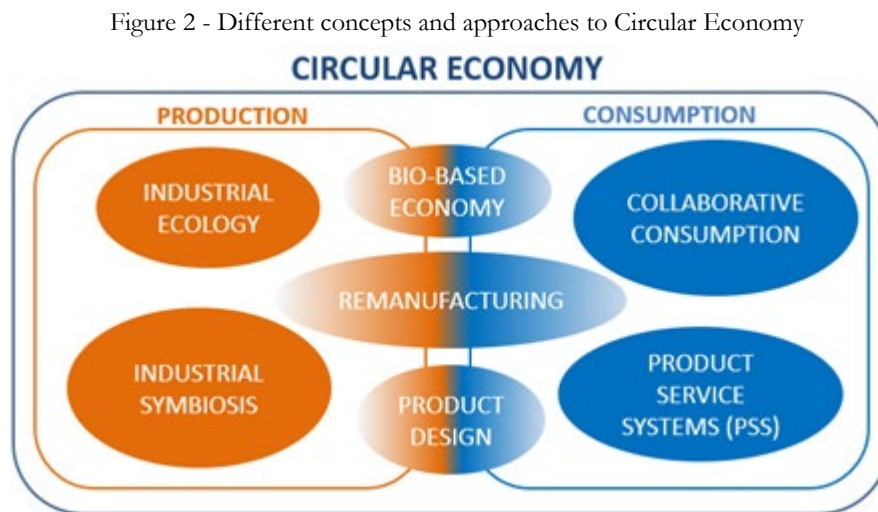 Figure 2 - Different concepts and approaches to Circular Economy
CIRCULAR ECONOMY
PRODUCTION
CONSUMPTION
INDUSTRIAL
ECOLOGY
BIO-BASED
ECONOMY
COLLABORATIVE
CONSUMPTION
REMANUFACTURING
INDUSTRIAL
SYMBIOSIS
PRODUCT
DESIGN
PRODUCT
SERVICE
SYSTEMS (PSS)